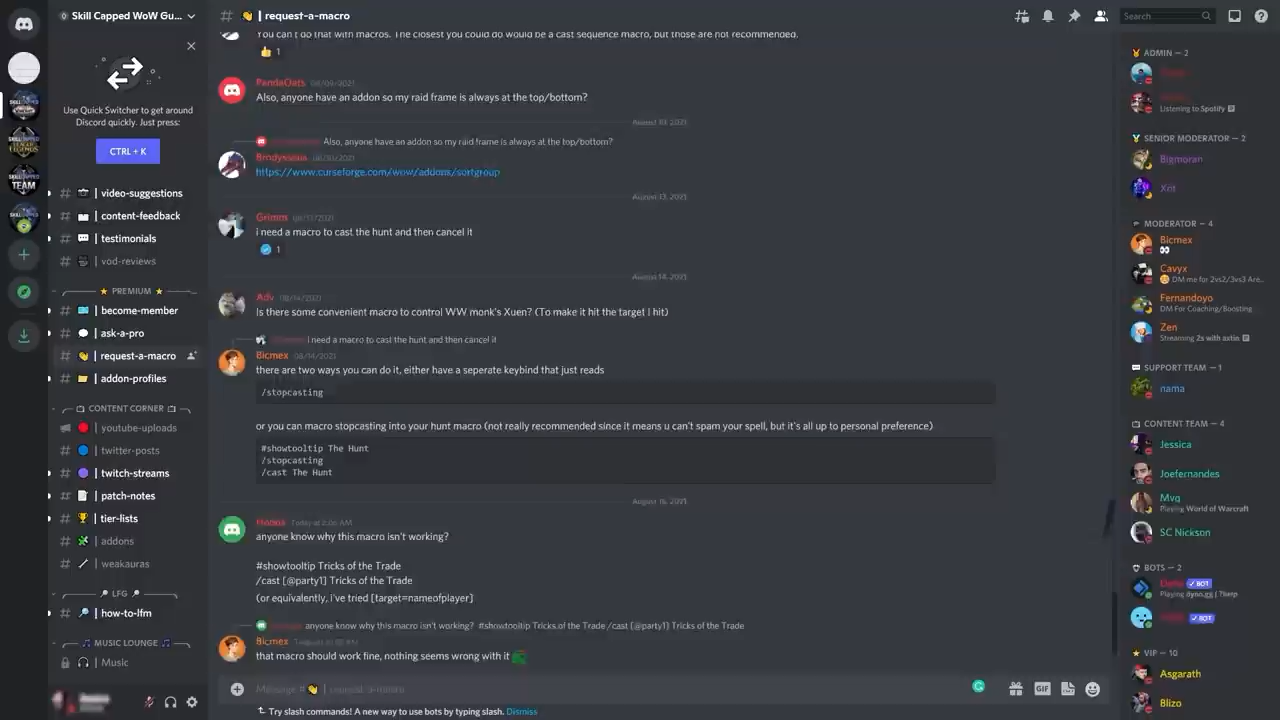 Skill Capped WoW Gu...
Use Quick Switcher to get around
Discord quickly. Just press:
CTRL + K
# | video-suggestions
# | content-feedback
# | testimonials
# | vod-reviews
PREMIUM
# | become-member
# | ask-a-pro
# | request-a-macro
# | addon-profiles
CONTENT CORNER
| youtube-uploads
# | twitter-posts
# | twitch-streams
# | patch-notes
# | tier-lists
# | addons
# | weakauras
LFG
# | how-to-lfm
MUSIC LOUNGE
| Music
# | request-a-macro
Search
You can't do that with macros. The closest you could do would be a cast sequence macro, but those are not recommended.
1
PandaOats 08/09/2021
Also, anyone have an addon so my raid frame is always at the top/bottom?
August 10, 2021
Also, anyone have an addon so my raid frame is always at the top/bottom?
08/10/2021
https://www.curseforge.com/wow/addons/sortgroup
August 13, 2021
Grimm 08/13/2021
i need a macro to cast the hunt and then cancel it
1
August 14, 2021
Adv 08/14/2021
Is there some convenient macro to control WW monk's Xuen? (To make it hit the target I hit)
i need a macro to cast the hunt and then cancel it
Bicmex 08/14/2021
there are two ways you can do it, either have a seperate keybind that just reads
/stopcasting
or you can macro stopcasting into your hunt macro (not really recommended since it means u can't spam your spell, but it's all up to personal preference)
#showtooltip The Hunt
/stopcasting
/cast The Hunt
August 16, 2021
Today at
anyone know why this macro isn't working?
#showtooltip Tricks of the Trade
/cast [@party1] Tricks of the Trade
(or equivalently, i've tried [target=nameofplayer]
anyone know why this macro isn't working? #showtooltip Tricks of the Trade /cast [@party1] Tricks of the Trade
Bicmex
that macro should work fine, nothing seems wrong with it
Message # | request-a-macro
GIF
Try slash commands! A new way to use bots by typing slash. Dismiss
ADMIN — 2
Listening to Spotify
SENIOR MODERATOR — 2
Bigmoran
Xot
MODERATOR — 4
Bicmex
Cavyx
DM me for 2vs2/3vs3 Are...
Fernandoyo
DM For Coaching/Boosting
Zen
Streaming 2s with axtin
SUPPORT TEAM — 1
nama
CONTENT TEAM — 4
Jessica
Joefernandes
Mvq
Playing World of Warcraft
SC Nickson
BOTS — 2
BOT
Playing dyno.gg | ?serp
BOT
VIP — 10
Asgarath
Blizo